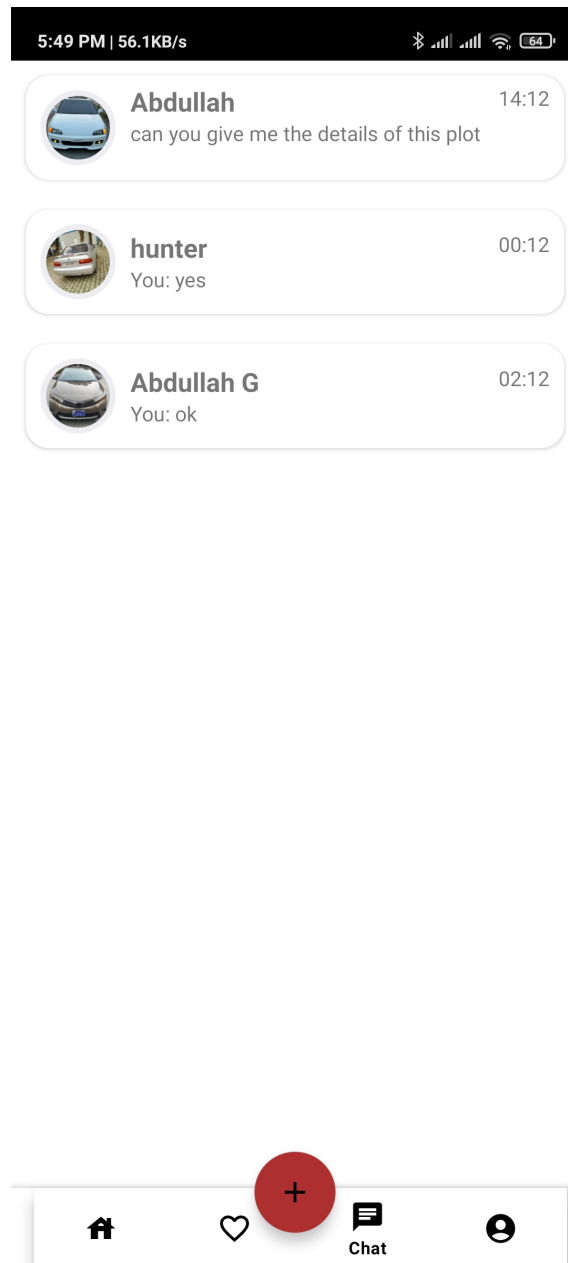 5:49 PM | 56.1KB/s 64
Abdullah 14:12
can you give me the details of this plot
hunter 00:12
You: yes
Abdullah G 02:12
You: ok
Chat